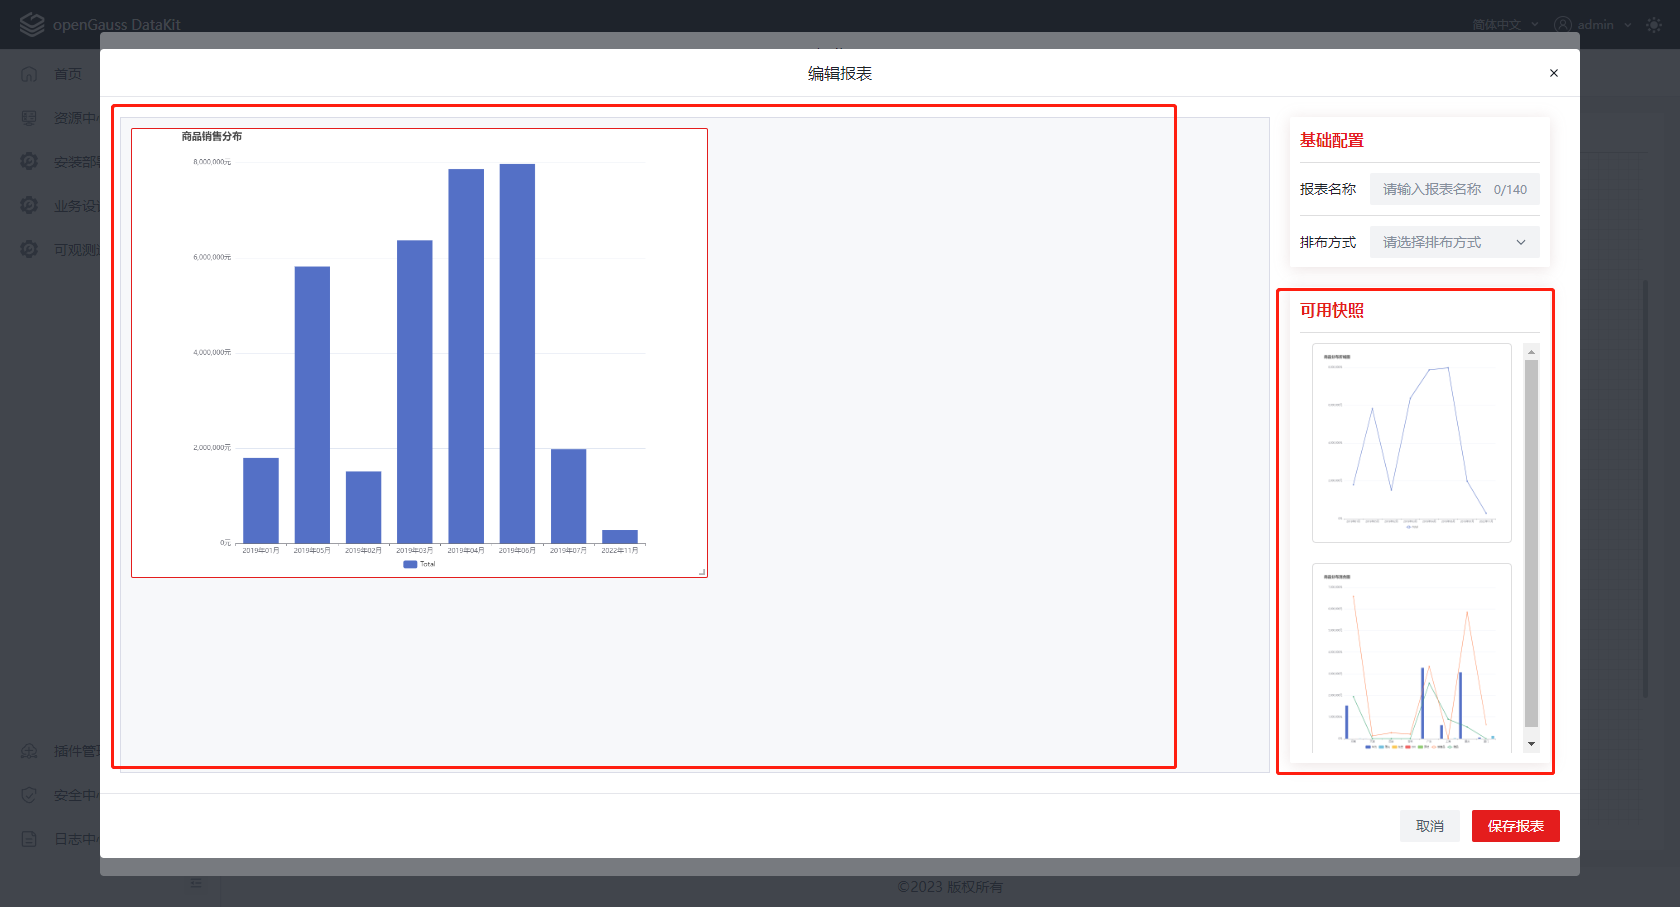 openGauss DataKit
简体中文
admin
首页
资源中
安装部
业务设
可观测
插件管
安全中
日志中
编辑报表
商品销售分布
8,000,000元
6,000,000元
4,000,000元
2,000,000元
0元
2019年01月 2019年05月 2019年02月 2019年03月 2019年04月 2019年06月 2019年07月 2022年11月
Total
基础配置
报表名称 请输入报表名称 0/140
排布方式 请选择排布方式
可用快照
取消 保存报表
©2023 版权所有